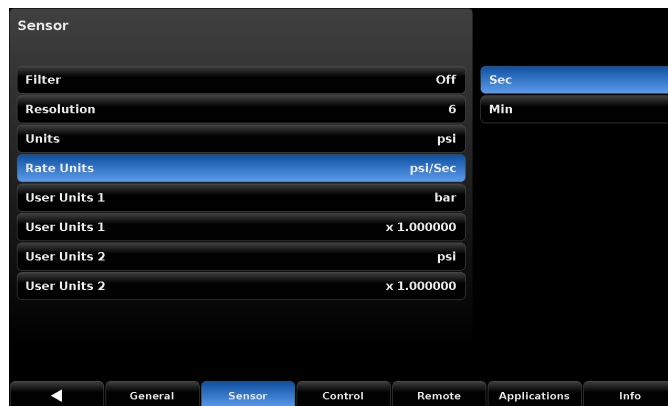 Sensor
Filter Off
Resolution 6
Units psi
Rate Units psi/Sec
User Units 1 bar
User Units 1 x 1.000000
User Units 2 psi
User Units 2 x 1.000000
Sec
Min
General Sensor Control Remote Applications Info